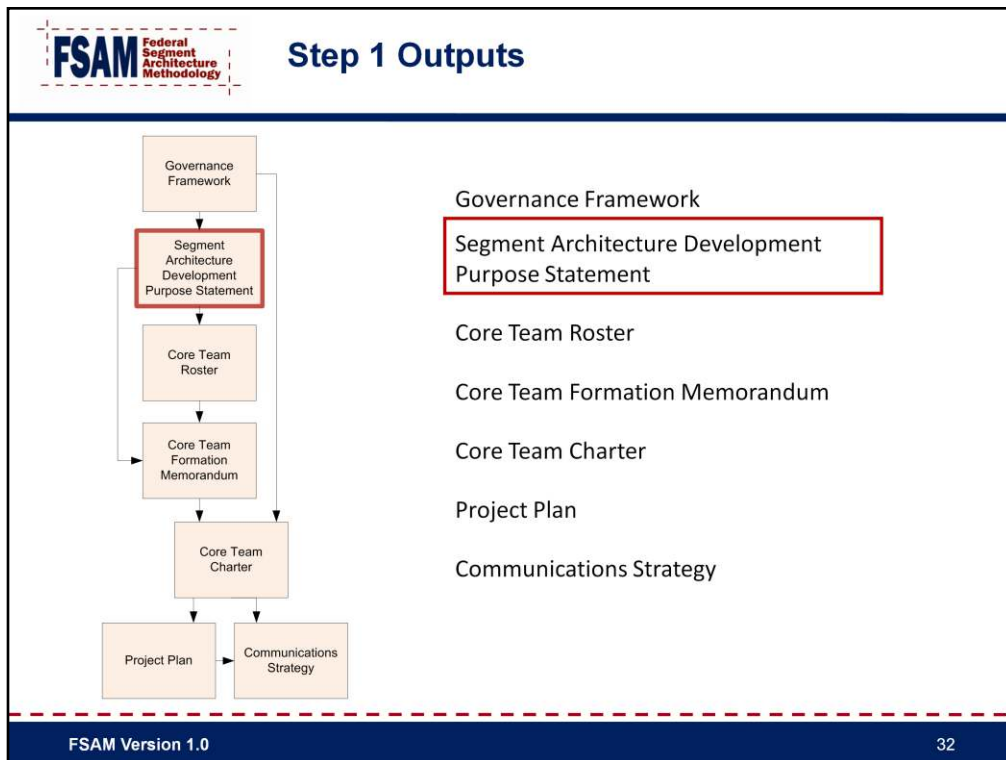 FSAM
Federal
Segment
Architecture
Methodology
Step 1 Outputs
Governance
Framework
Segment
Architecture
Development
Purpose Statement
Core Team
Roster
Core Team
Formation
Memorandum
Core Team
Charter
Project Plan
Communications
Strategy
Governance Framework
Segment Architecture Development
Purpose Statement
Core Team Roster
Core Team Formation Memorandum
Core Team Charter
Project Plan
Communications Strategy
FSAM Version 1.0
32